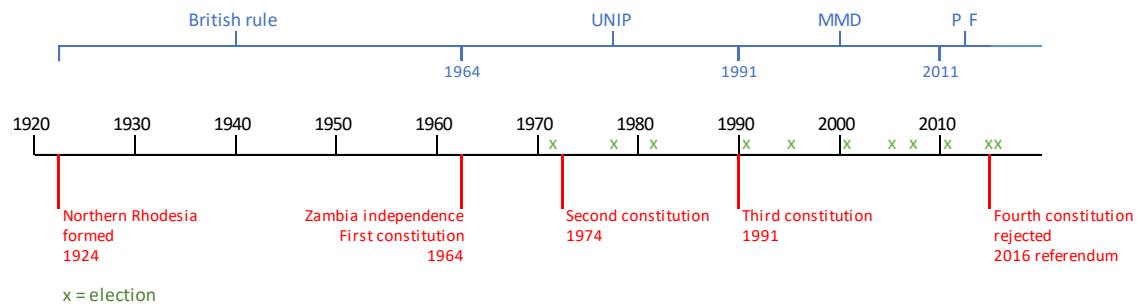 British rule UNIP MMD P F
1964 1991 2011
1920 1930 1940 1950 1960 1970 1980 1990 2000 2010
x x x x x x x x x x x
Northern Rhodesia Zambia independence Second constitution Third constitution Fourth constitution
formed First constitution 1974 1991 rejected
1924 1964 2016 referendum
x = election